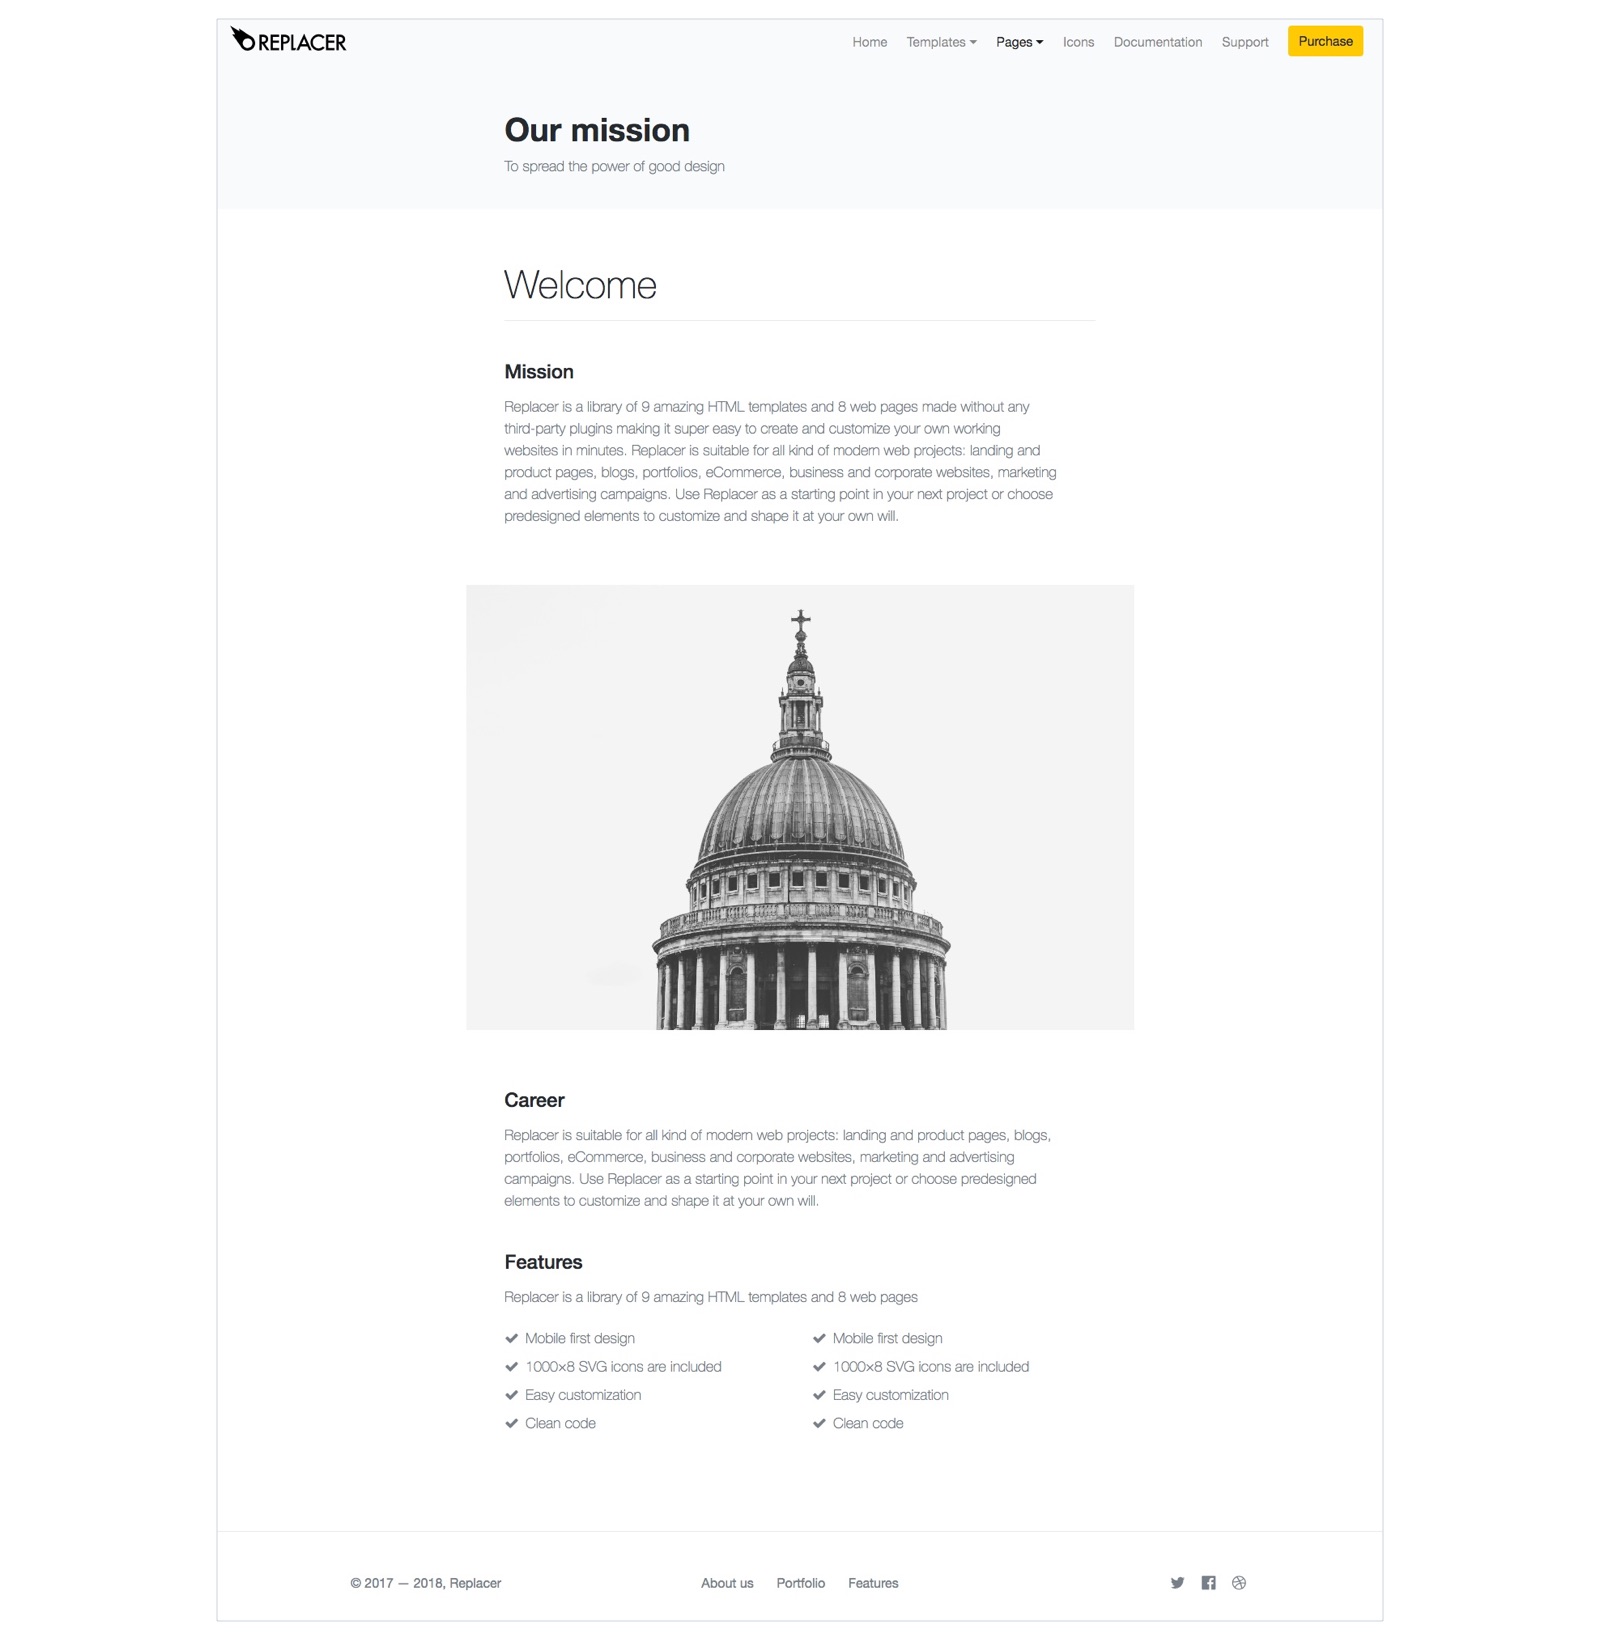 REPLACER
Home Templates Pages Icons Documentation Support Purchase
Our mission
To spread the power of good design
Welcome
Mission
Replacer is a library of 9 amazing HTML templates and 8 web pages made without any
third-party plugins making it super easy to create and customize your own working
websites in minutes. Replacer is suitable for all kind of modern web projects: landing and
product pages, blogs, portfolios, eCommerce, business and corporate websites, marketing
and advertising campaigns. Use Replacer as a starting point in your next project or choose
predesigned elements to customize and shape it at your own will.
Career
Replacer is suitable for all kind of modern web projects: landing and product pages, blogs,
portfolios, eCommerce, business and corporate websites, marketing and advertising
campaigns. Use Replacer as a starting point in your next project or choose predesigned
elements to customize and shape it at your own will.
Features
Replacer is a library of 9 amazing HTML templates and 8 web pages
Mobile first design
1000×8 SVG icons are included
Easy customization
Clean code
Mobile first design
1000×8 SVG icons are included
Easy customization
Clean code
© 2017 — 2018, Replacer
About us Portfolio Features